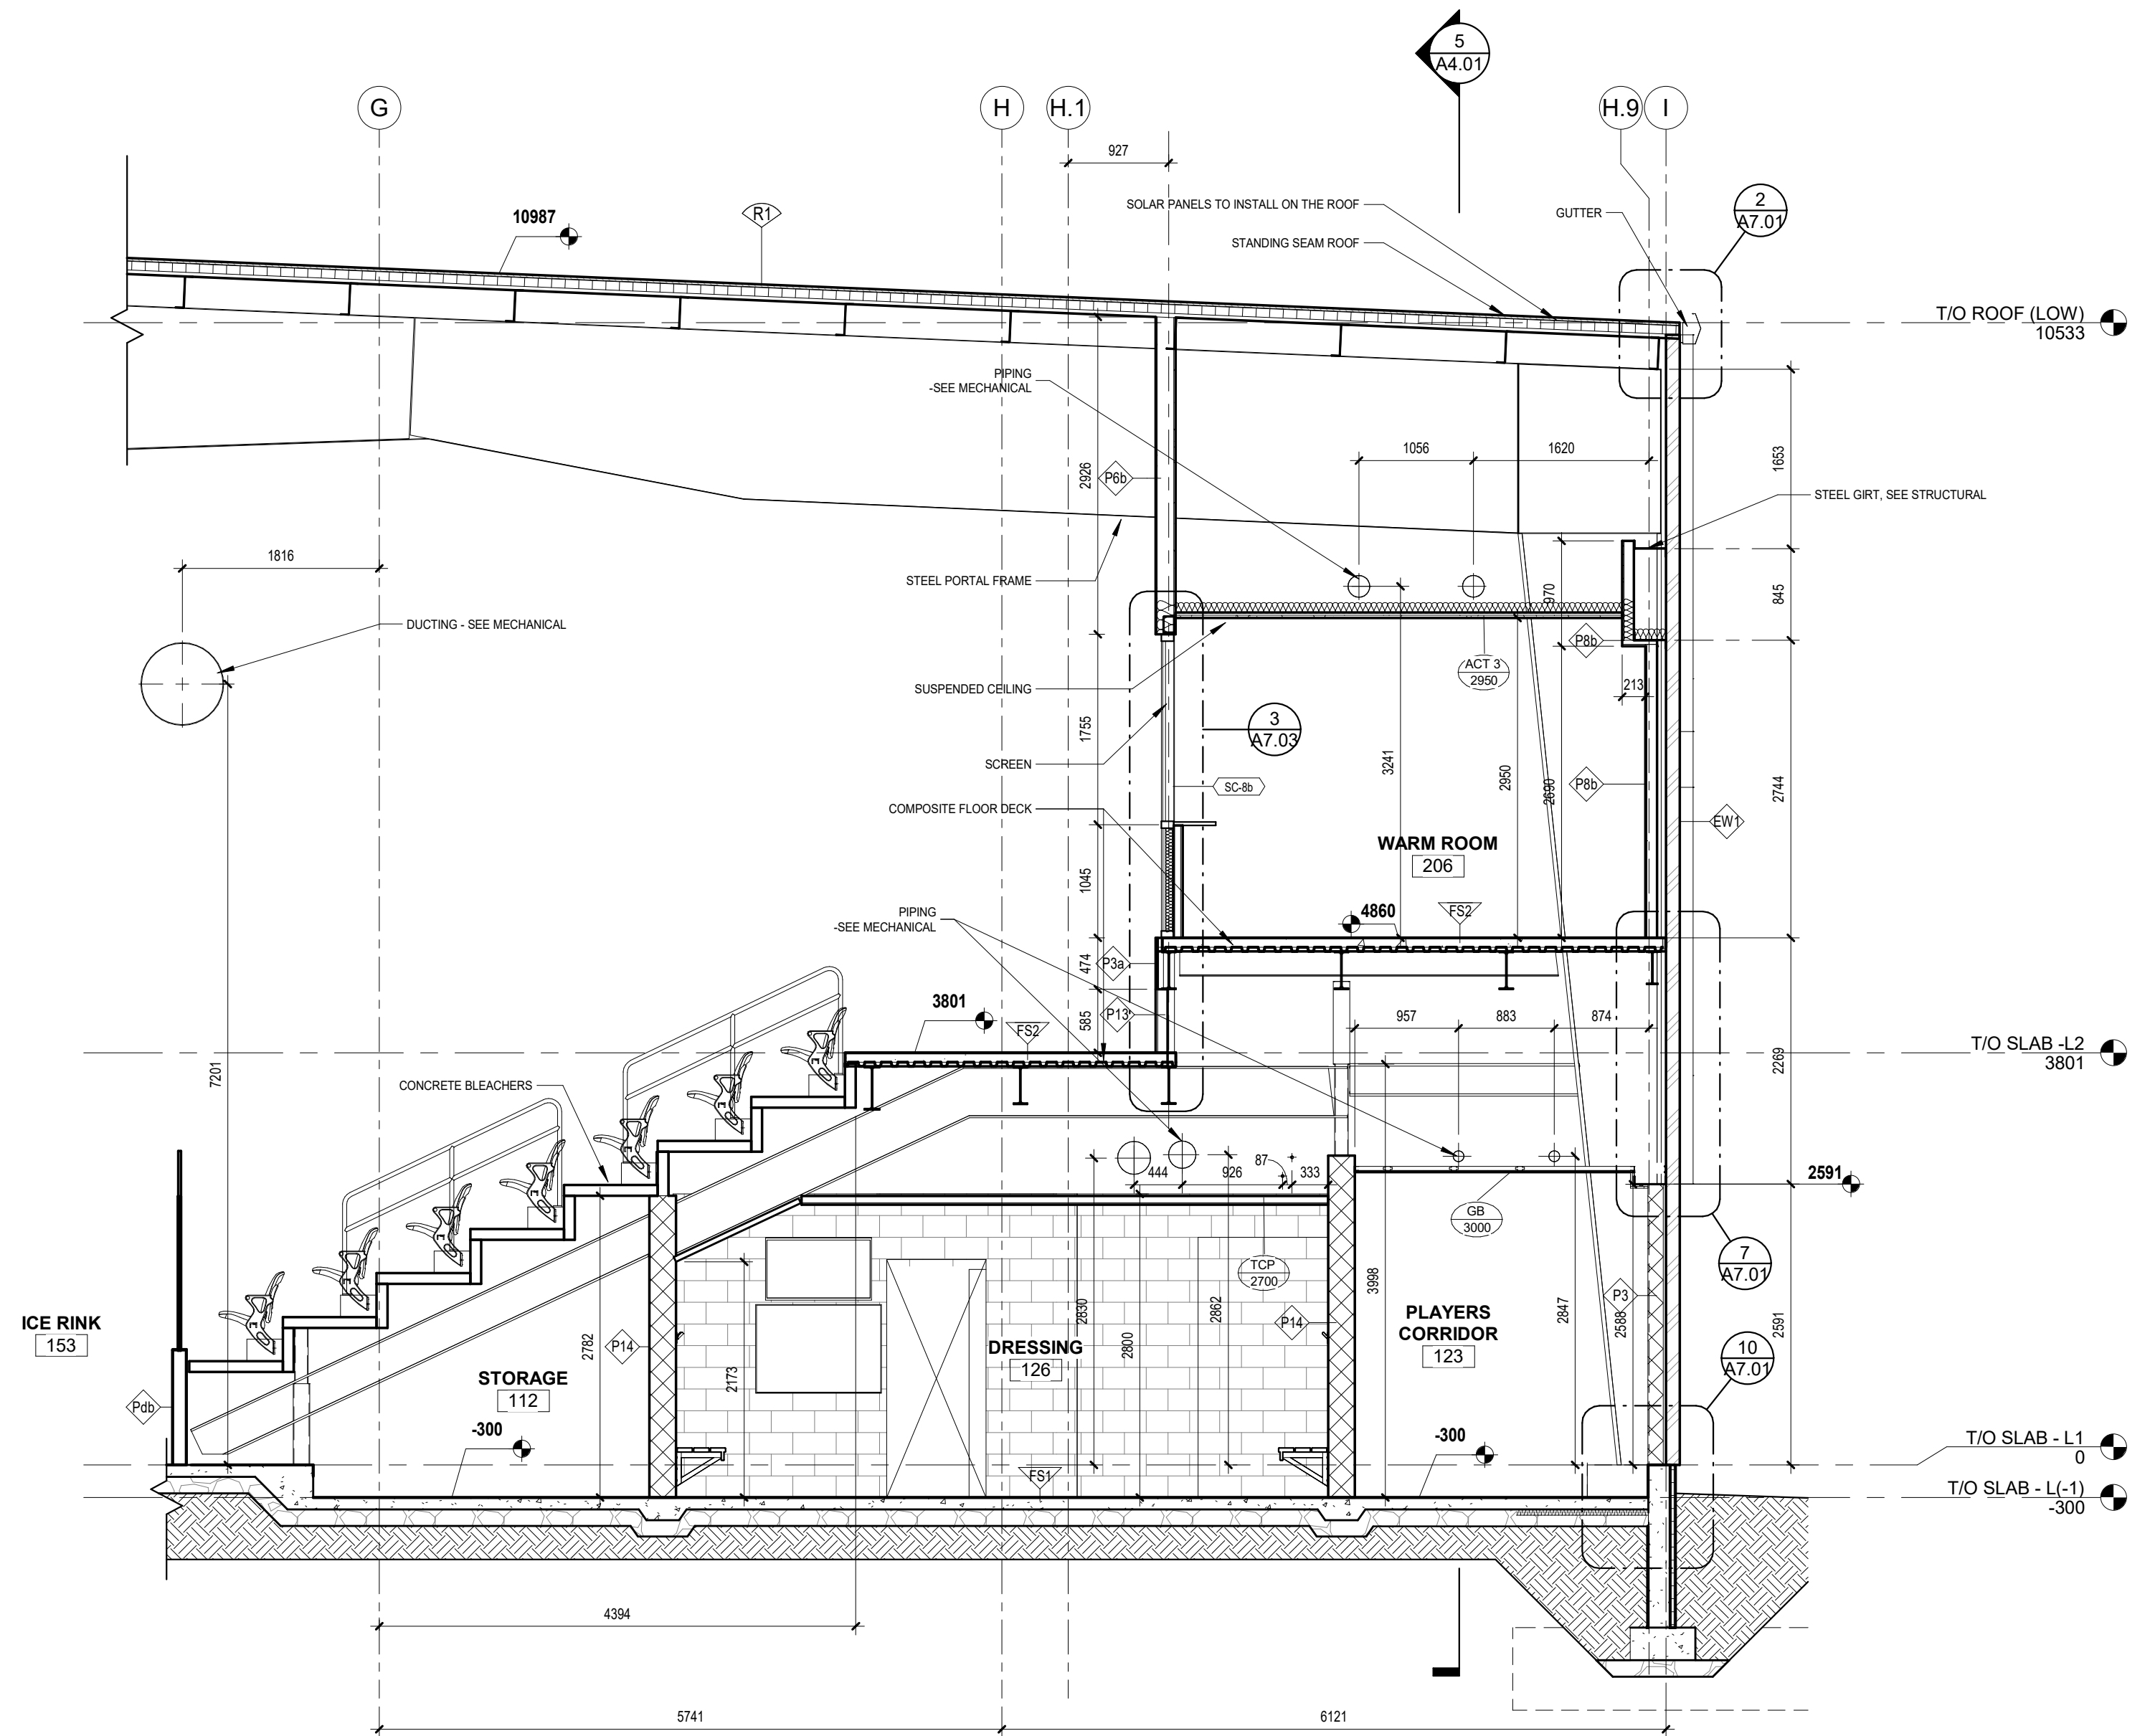 5
A4.01
G
H
H.1
H.9
I
927
2
A7.01
SOLAR PANELS TO INSTALL ON THE ROOF
GUTTER
10987
R1
STANDING SEAM ROOF
T/O ROOF (LOW)
10533
PIPING
-SEE MECHANICAL
1056
1620
1653
2926
P6b
STEEL GIRT, SEE STRUCTURAL
1816
STEEL PORTAL FRAME
970
845
DUCTING - SEE MECHANICAL
P8b
ACT 3
2950
SUSPENDED CEILING
213
3
A7.03
1755
SCREEN
3241
2950
2690
P8b
2744
SC-8b
COMPOSITE FLOOR DECK
EW1
WARM ROOM
206
1045
PIPING
-SEE MECHANICAL
4860
FS2
474
P3a
3801
FS2
585
P13
957
883
874
T/O SLAB -L2
3801
7201
2269
CONCRETE BLEACHERS
444
926
87
333
2591
GB
3000
7
A7.01
TCP
2700
3998
2830
2862
2847
2588
P3
2591
ICE RINK
153
PLAYERS
CORRIDOR
123
P14
2782
P14
DRESSING
126
2800
2173
10
A7.01
STORAGE
112
Pdb
-300
-300
FS1
T/O SLAB - L1
0
T/O SLAB - L(-1)
-300
4394
5741
6121